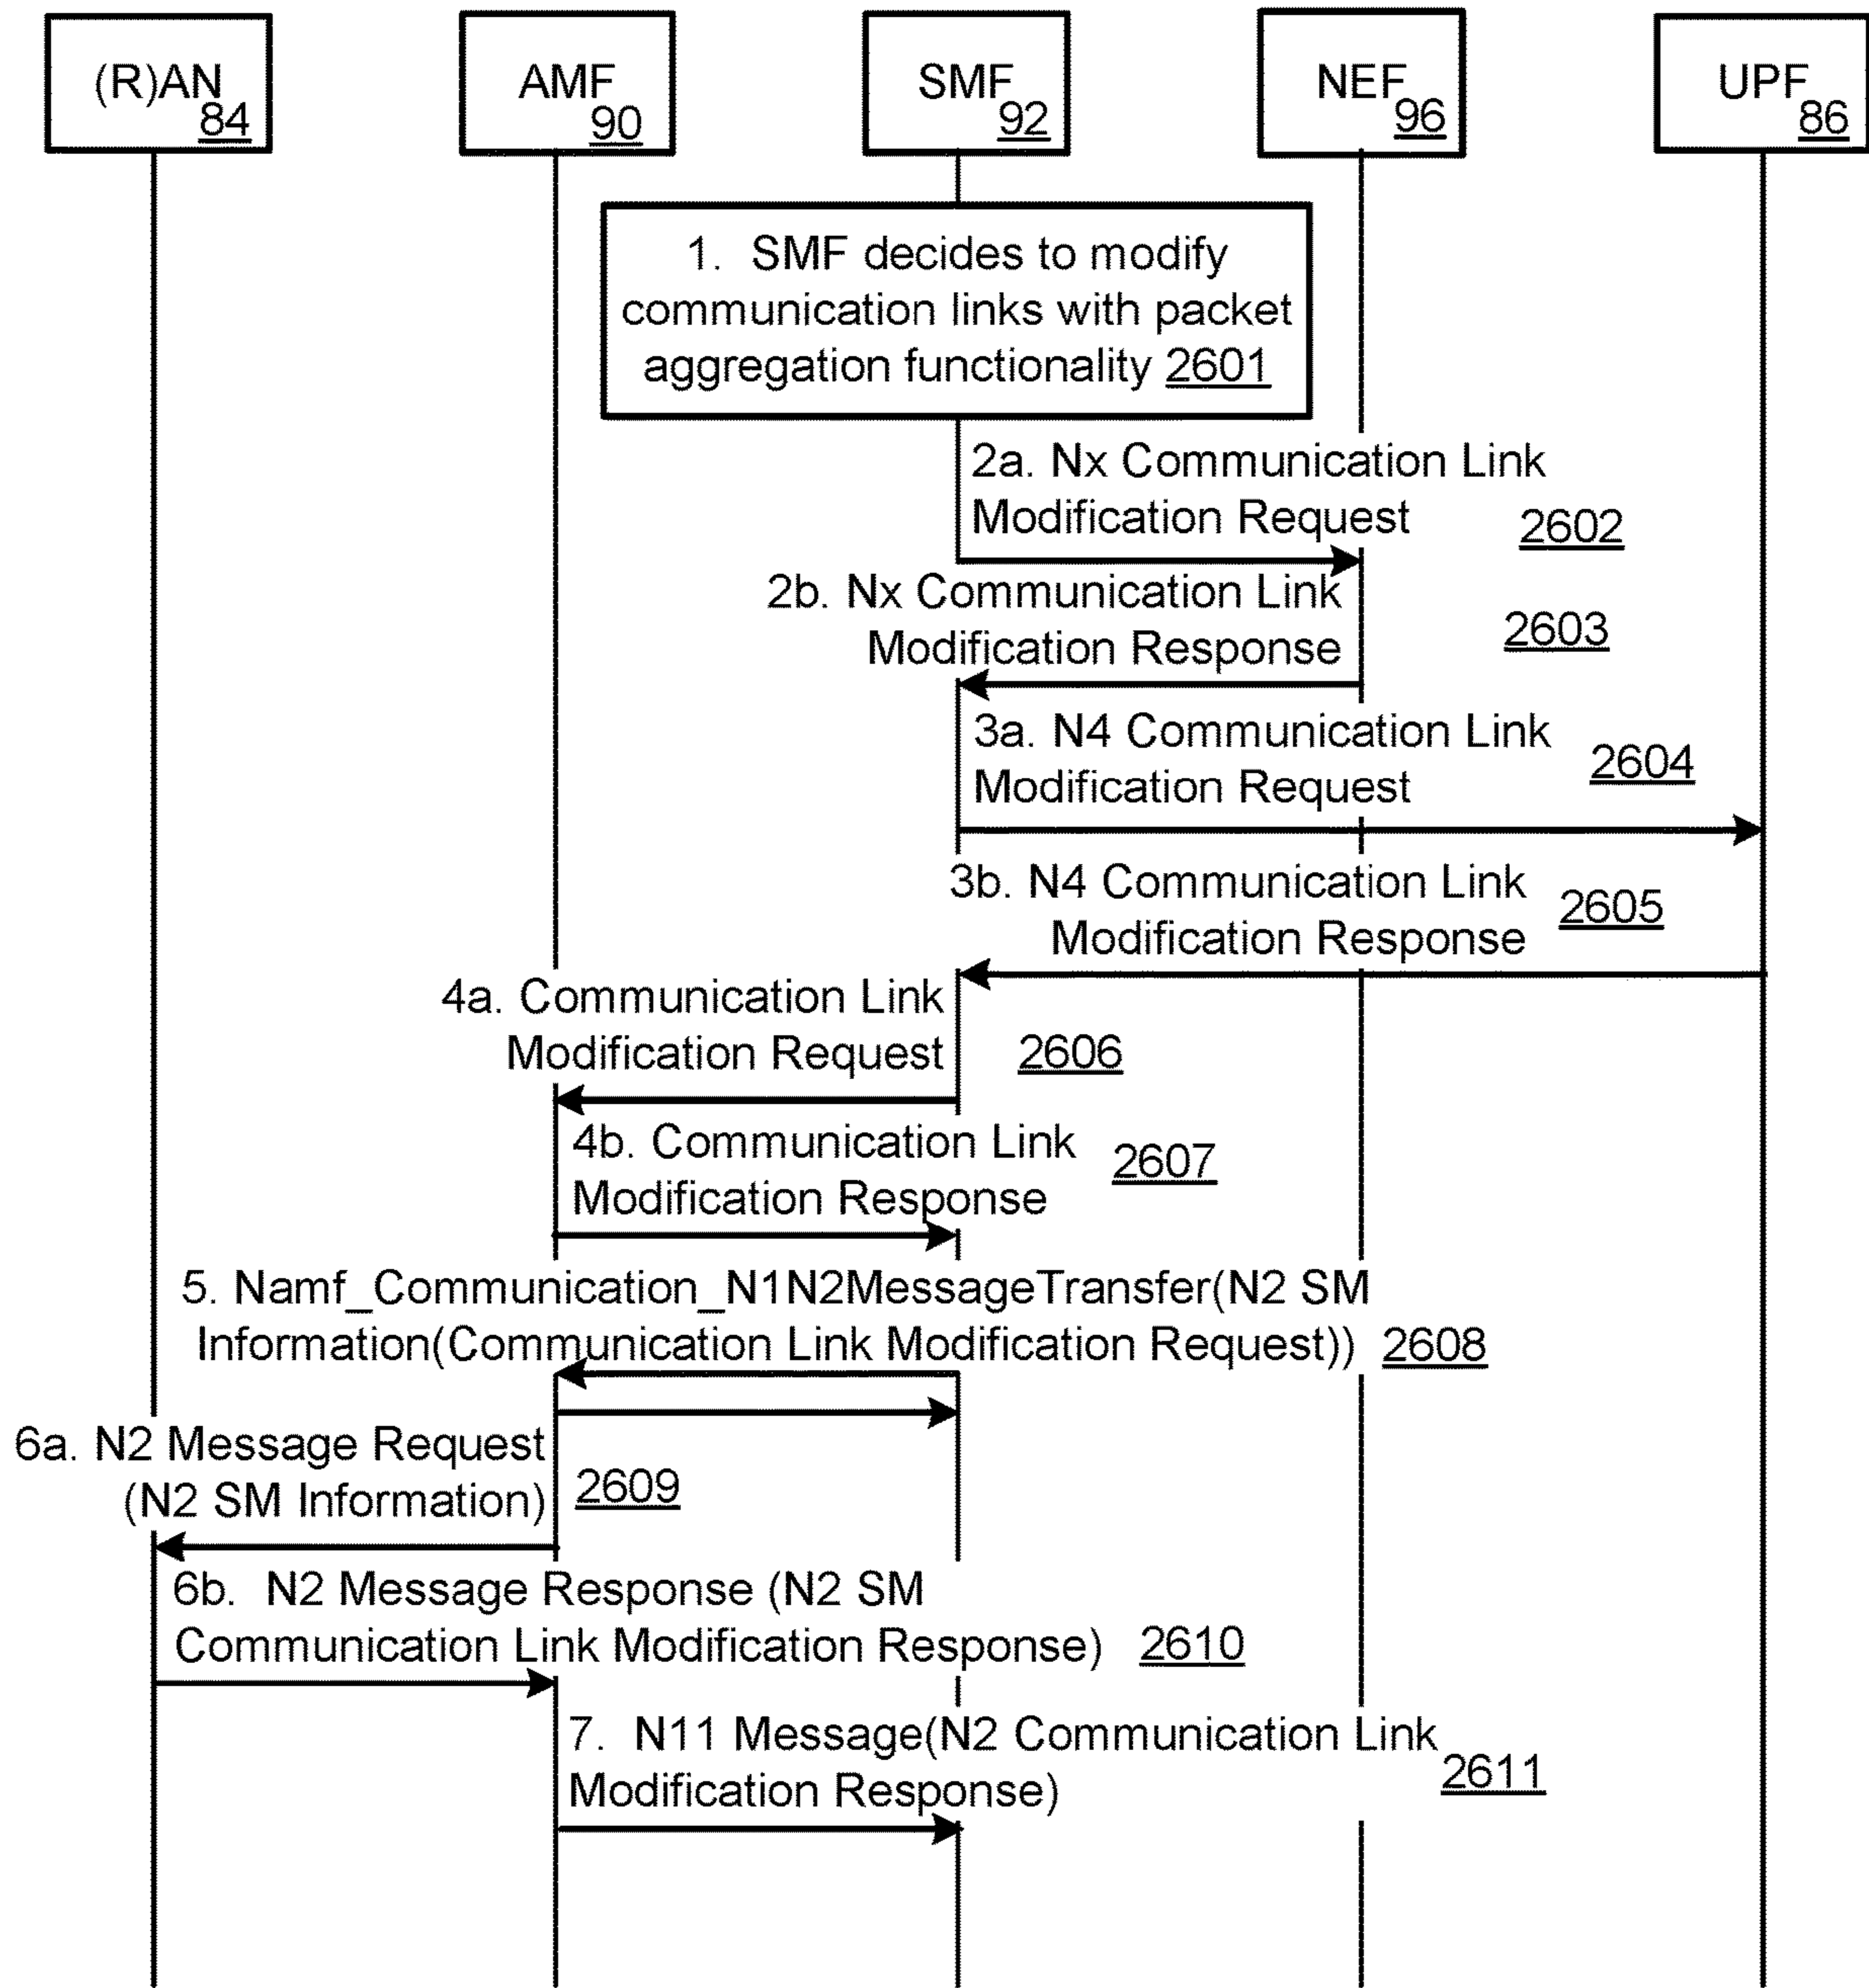 (R)AN
84
AMF
90
SMF
92
NEF
96
UPF
86
1. SMF decides to modify
communication links with packet
aggregation functionality 2601
2a. Nx Communication Link
Modification Request 2602
2b. Nx Communication Link
Modification Response 2603
3a. N4 Communication Link
Modification Request 2604
3b. N4 Communication Link
Modification Response 2605
4a. Communication Link
Modification Request 2606
4b. Communication Link
Modification Response 2607
5. Namf_Communication_N1N2MessageTransfer(N2 SM
Information(Communication Link Modification Request)) 2608
6a. N2 Message Request
(N2 SM Information) 2609
6b. N2 Message Response (N2 SM
Communication Link Modification Response) 2610
7. N11 Message(N2 Communication Link
Modification Response) 2611